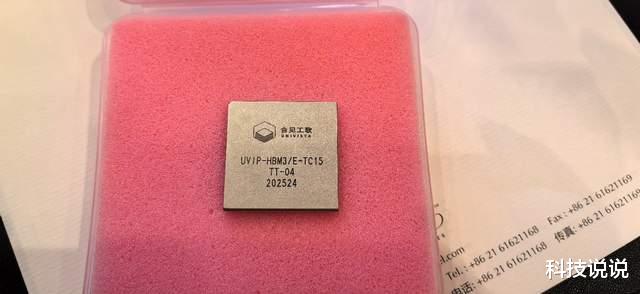 合见工软
UNIVISTA
UVIP-HBM3/E-TC15
TT-04
202524
Fax : +86 21 61621169
Tel. : +86 21 61621168
传真: +86 21 61621169
: +86 21 61621168
科技说说